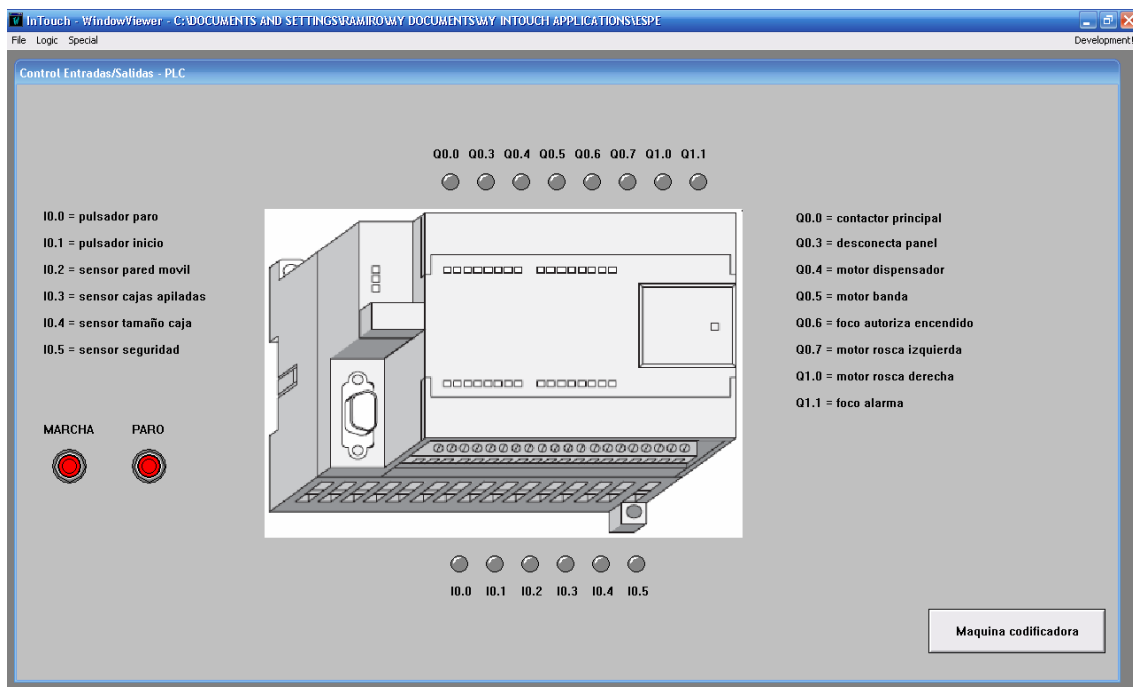 InTouch - WindowViewer - C:\DOCUMENTS AND SETTINGS\RAMIRO\MY DOCUMENTS\MY INTOUCH APPLICATIONS\ESPE
File Logic Special Development!
Control Entradas/Salidas - PLC
Q0.0 Q0.3 Q0.4 Q0.5 Q0.6 Q0.7 Q1.0 Q1.1
I0.0 = pulsador paro
I0.1 = pulsador inicio
I0.2 = sensor pared movil
I0.3 = sensor cajas apiladas
I0.4 = sensor tamaño caja
I0.5 = sensor seguridad
Q0.0 = contactor principal
Q0.3 = desconecta panel
Q0.4 = motor dispensador
Q0.5 = motor banda
Q0.6 = foco autoriza encendido
Q0.7 = motor rosca izquierda
Q1.0 = motor rosca derecha
Q1.1 = foco alarma
MARCHA PARO
I0.0 I0.1 I0.2 I0.3 I0.4 I0.5
Maquina codificadora